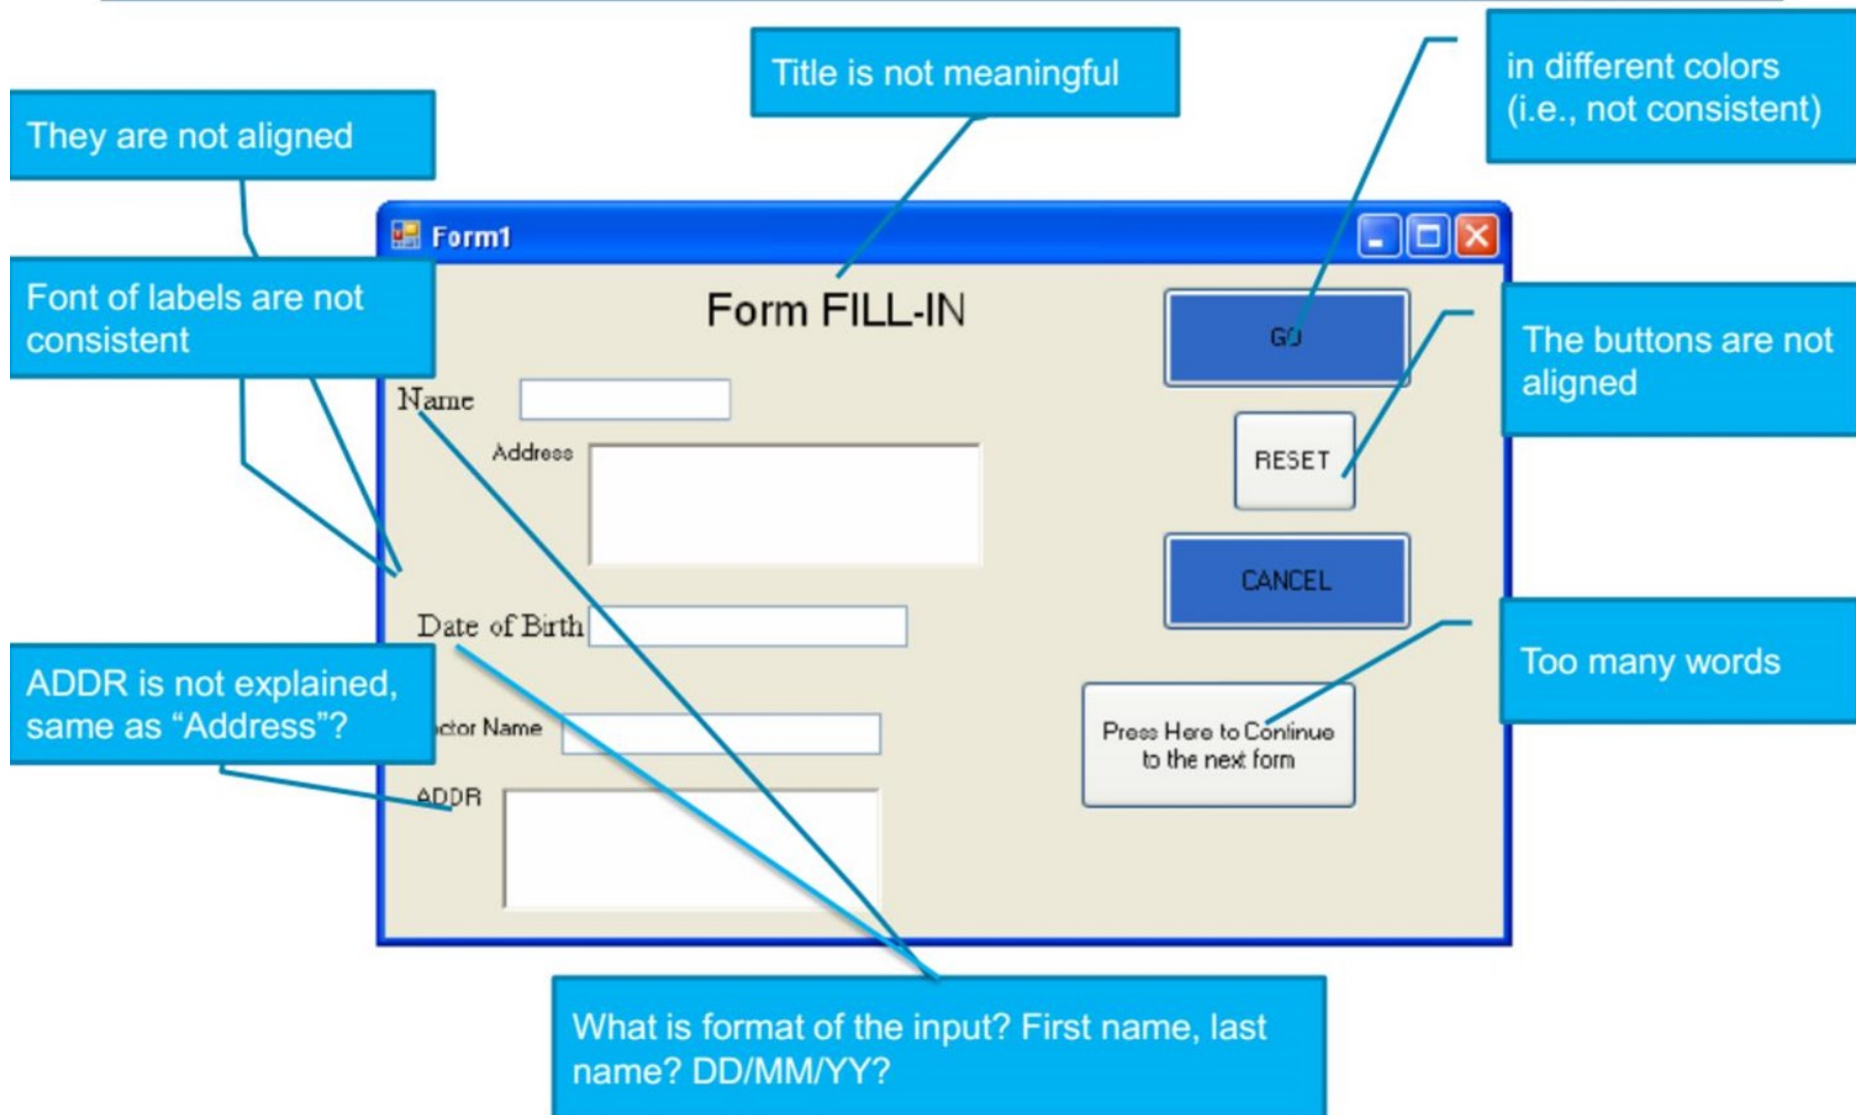 in different colors
(i.e., not consistent)
Title is not meaningful
They are not aligned
Form1
Font of labels are not
consistent
Form FILL-IN
GO
The buttons are not
aligned
Name
Address
RESET
CANCEL
Date of Birth
Too many words
ADDR is not explained,
same as “Address”?
Name
Press Here to Continue
to the next form
ADDR
What is format of the input? First name, last
name? DD/MM/YY?